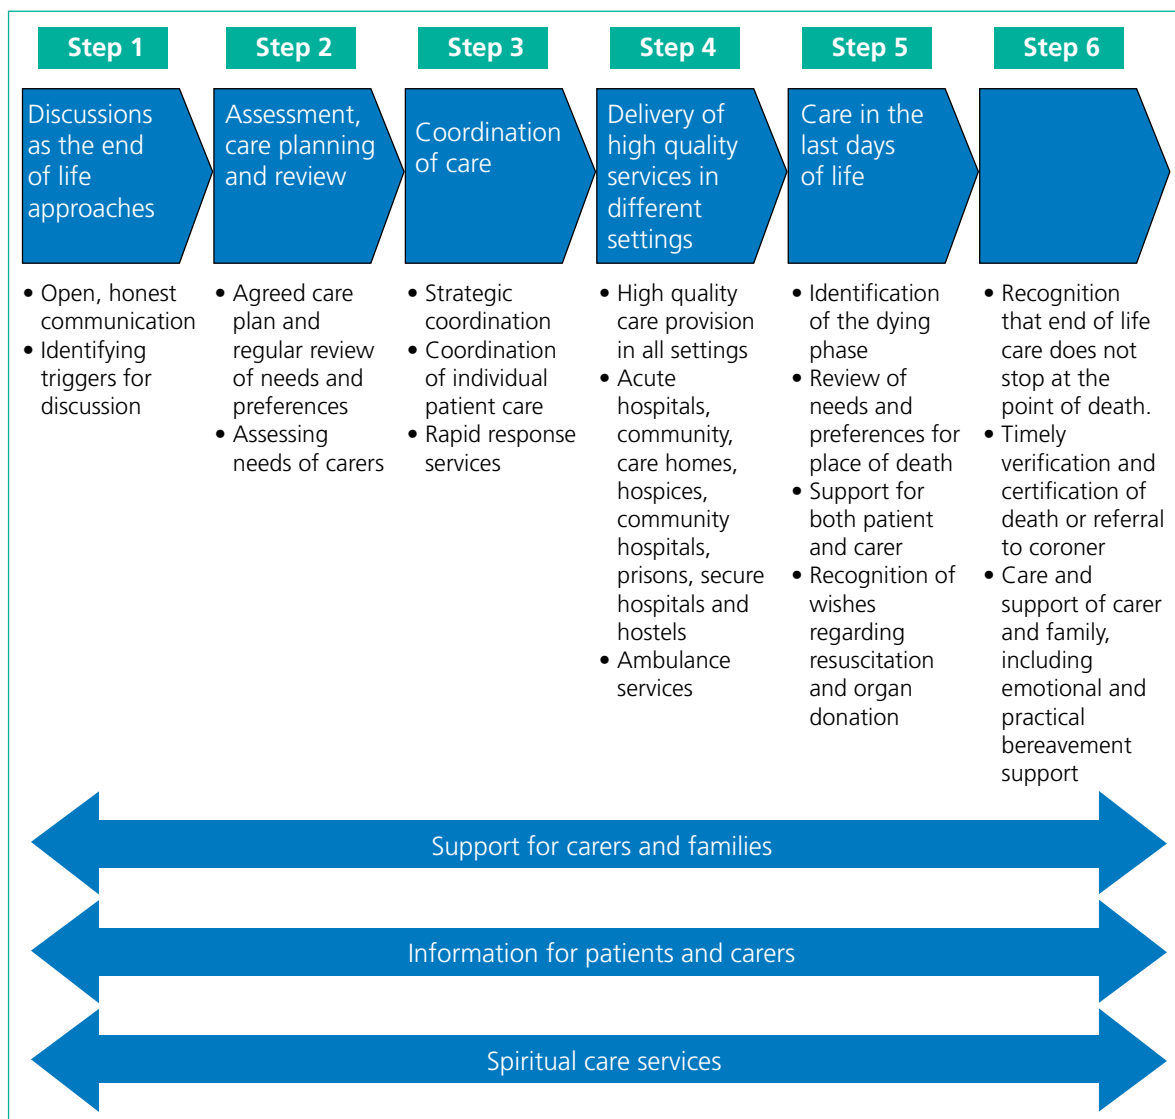 Step 1
Discussions
as the end
of life
approaches
• Open, honest
communication
• Identifying
triggers for
discussion
Step 2
Assessment,
care planning
and review
• Agreed care
plan and
regular review
of needs and
preferences
• Assessing
needs of carers
Step 3
Coordination
of care
• Strategic
coordination
• Coordination
of individual
patient care
• Rapid response
services
Step 4
Delivery of
high quality
services in
different
settings
• High quality
care provision
in all settings
• Acute
hospitals,
community,
care homes,
hospices,
community
hospitals,
prisons, secure
hospitals and
hostels
• Ambulance
services
Step 5
Care in the
last days
of life
• Identification
of the dying
phase
• Review of
needs and
preferences for
place of death
• Support for
both patient
and carer
• Recognition of
wishes
regarding
resuscitation
and organ
donation
Step 6
• Recognition
that end of life
care does not
stop at the
point of death.
• Timely
verification and
certification of
death or referral
to coroner
• Care and
support of carer
and family,
including
emotional and
practical
bereavement
support
Support for carers and families
Information for patients and carers
Spiritual care services